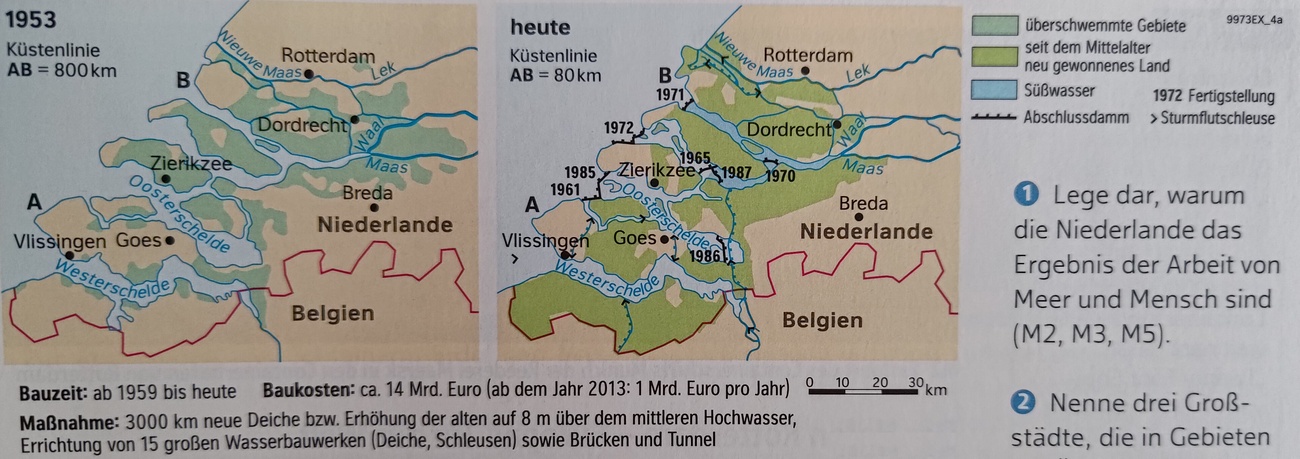 1953
Küstenlinie
AB = 800 km
B
Nieuwe Maas
Rotterdam
Lek
Dordrecht
Waal
Maas
Zierikzee
Oosterschelde
A
Breda
Niederlande
Vlissingen
Goes
Westerschelde
Belgien
heute
Küstenlinie
AB = 80 km
B
Nieuwe Maas
Rotterdam
Lek
1971
1972
Dordrecht
Waal
Maas
1965
1987
1970
Zierikzee
1985
1961
Oosterschelde
A
Breda
Niederlande
Vlissingen
Goes
1986
Westerschelde
Belgien
9973EX_4a
überschwemmte Gebiete
seit dem Mittelalter
neu gewonnenes Land
Süßwasser
1972 Fertigstellung
Abschlussdamm
> Sturmflutschleuse
Bauzeit: ab 1959 bis heute Baukosten: ca. 14 Mrd. Euro (ab dem Jahr 2013: 1 Mrd. Euro pro Jahr)
0 10 20 30 km
Maßnahme: 3000 km neue Deiche bzw. Erhöhung der alten auf 8 m über dem mittleren Hochwasser,
Errichtung von 15 großen Wasserbauwerken (Deiche, Schleusen) sowie Brücken und Tunnel
1 Lege dar, warum
die Niederlande das
Ergebnis der Arbeit von
Meer und Mensch sind
(M2, M3, M5).
2 Nenne drei Groß-
städte, die in Gebieten